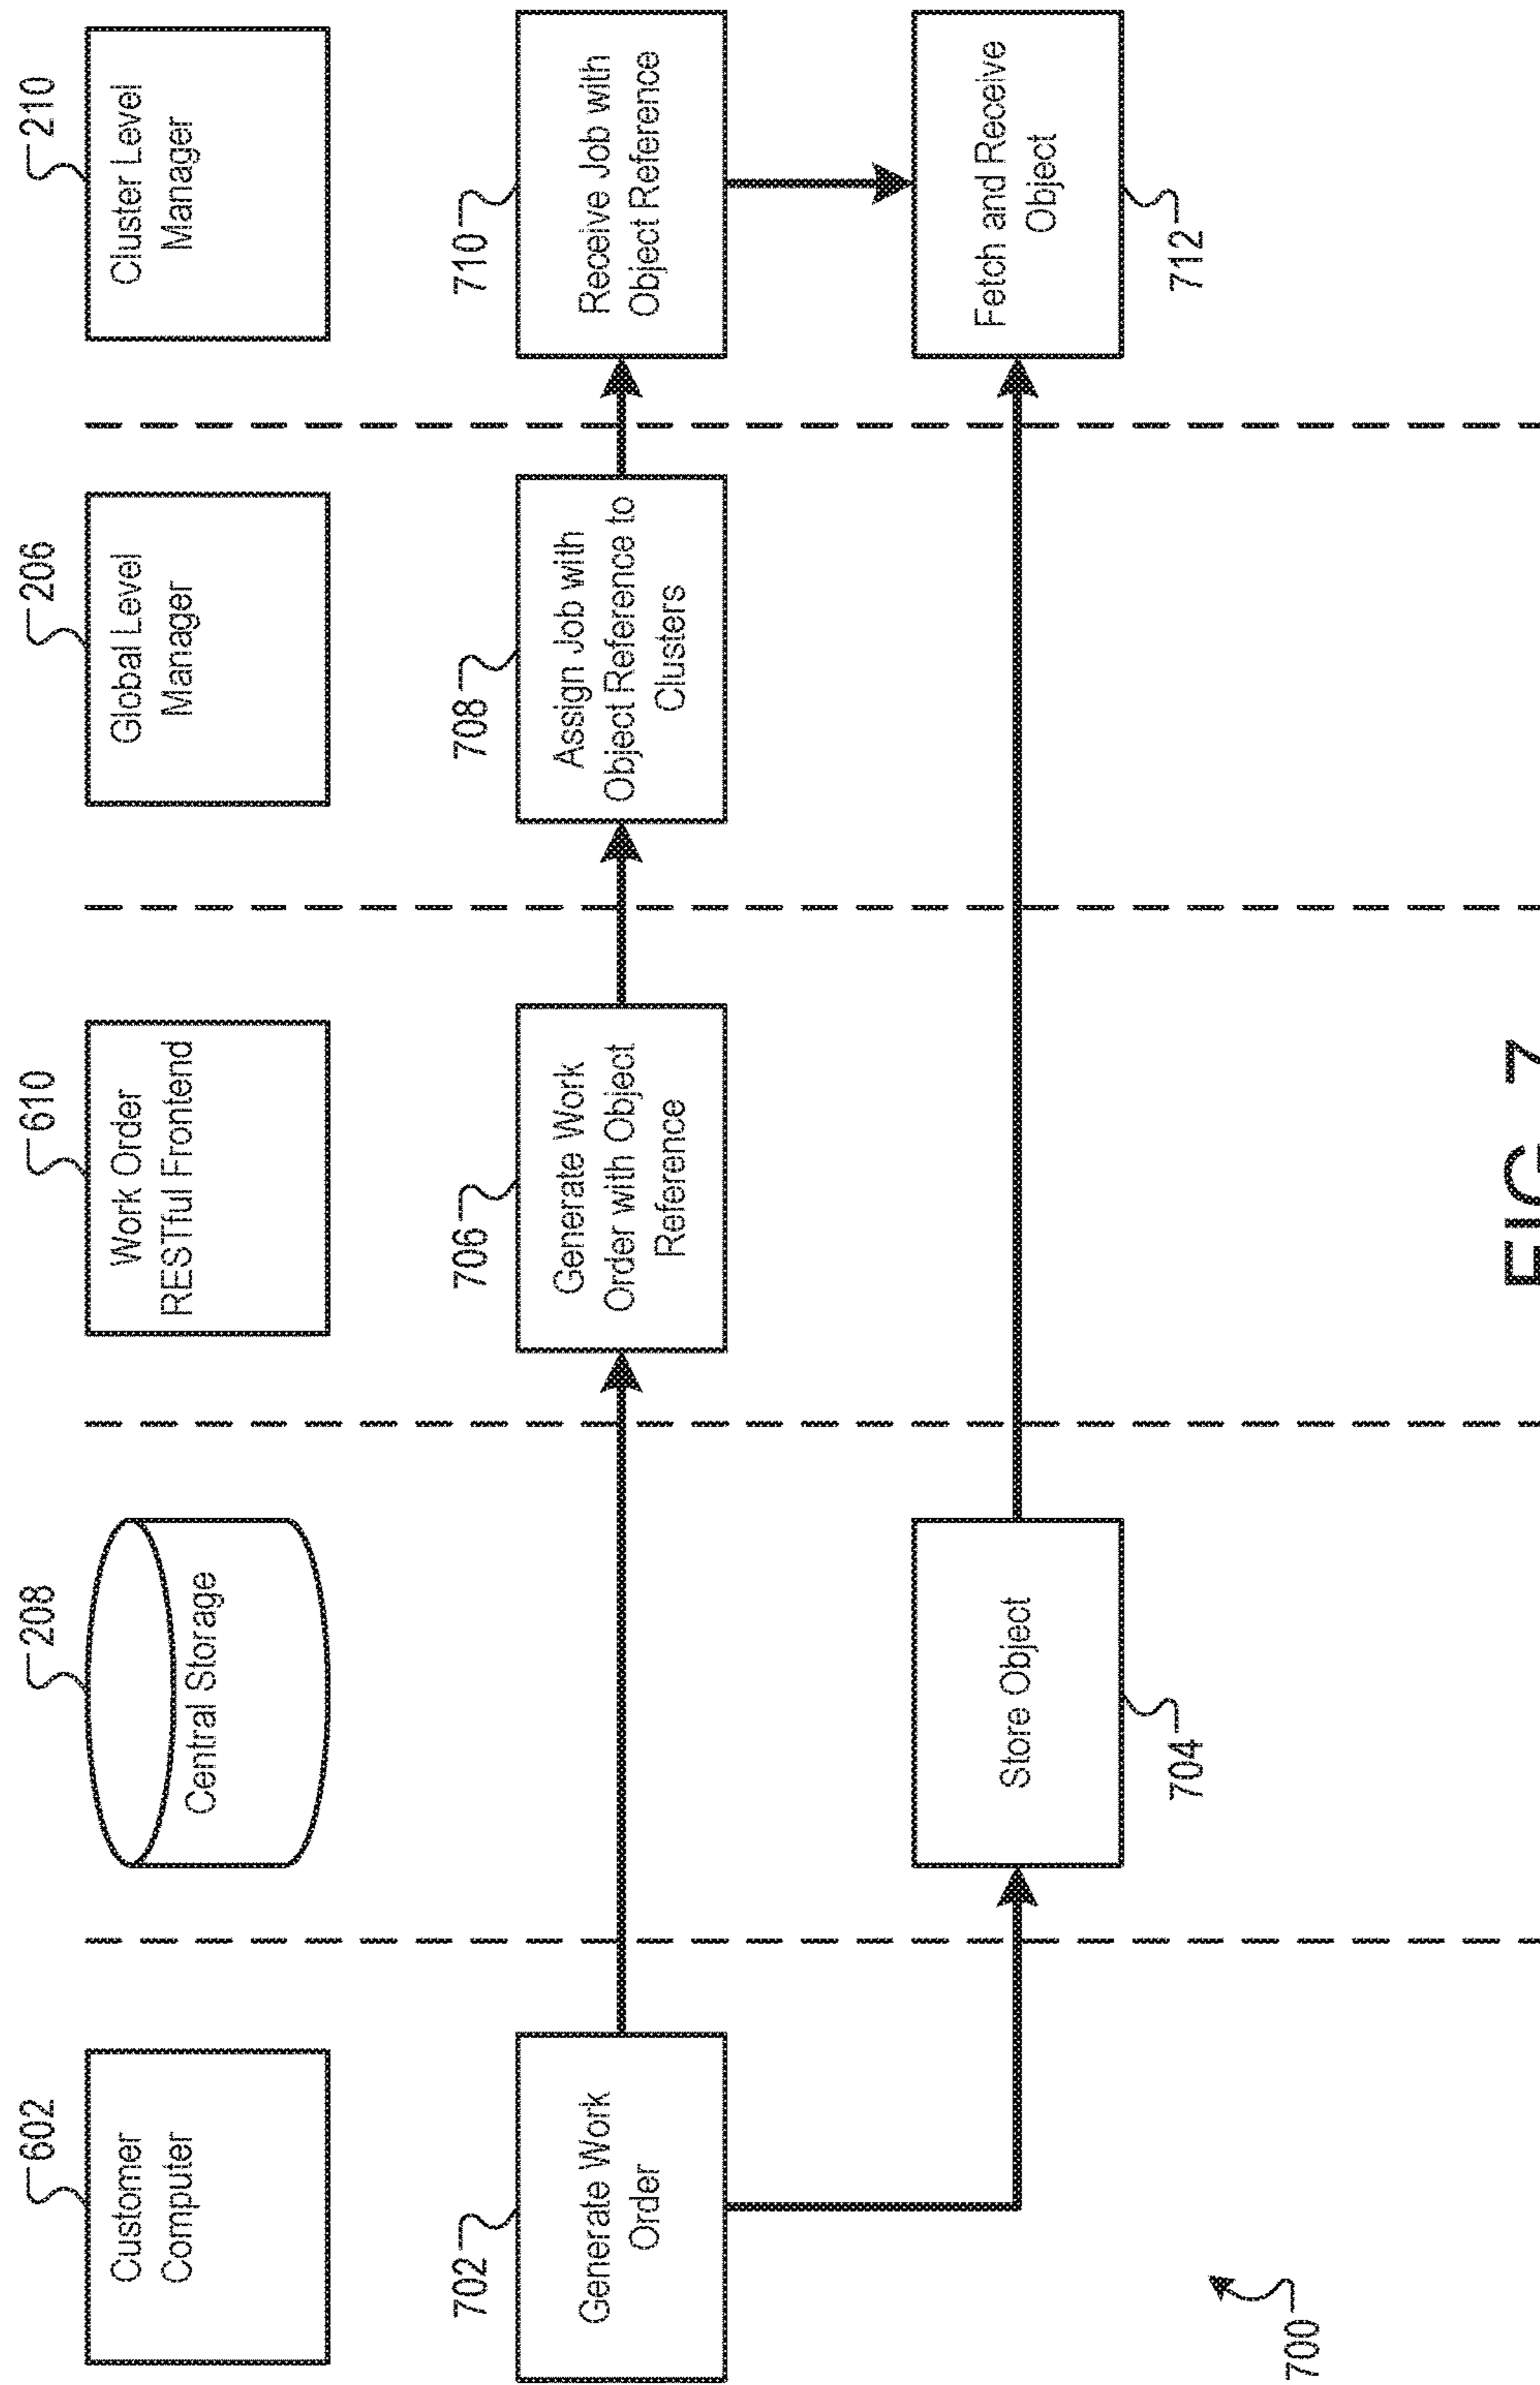 602
Customer
Computer
208
Central Storage
610
Work Order
RESTful Frontend
206
Global Level
Manager
210
Cluster Level
Manager
702
Generate Work
Order
706
Generate Work
Order with Object
Reference
708
Assign Job with
Object Reference to
Clusters
710
Receive Job with
Object Reference
Store Object
704
Fetch and Receive
Object
712
700
FIG. 7